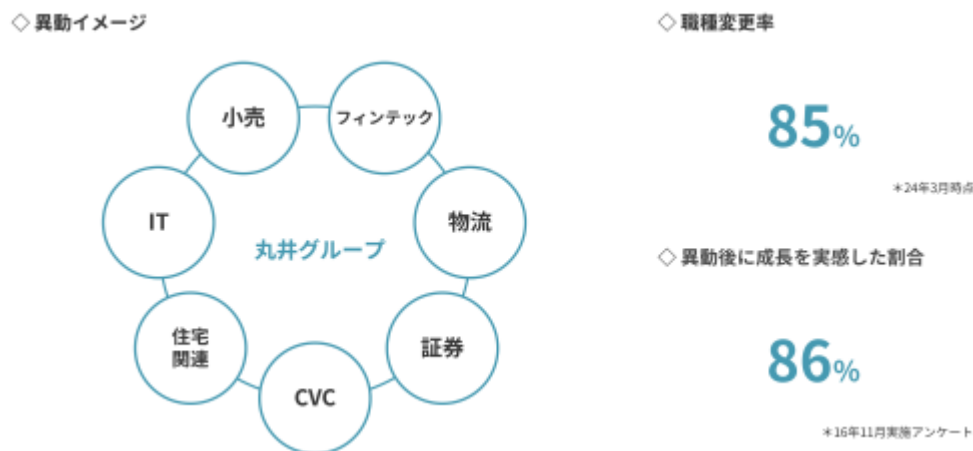 ◇ 異動イメージ
小売
フィンテック
IT
物流
丸井グループ
住宅
関連
証券
CVC
◇ 職種変更率
85%
＊24年3月時点
◇ 異動後に成長を実感した割合
86%
＊16年11月実施アンケート